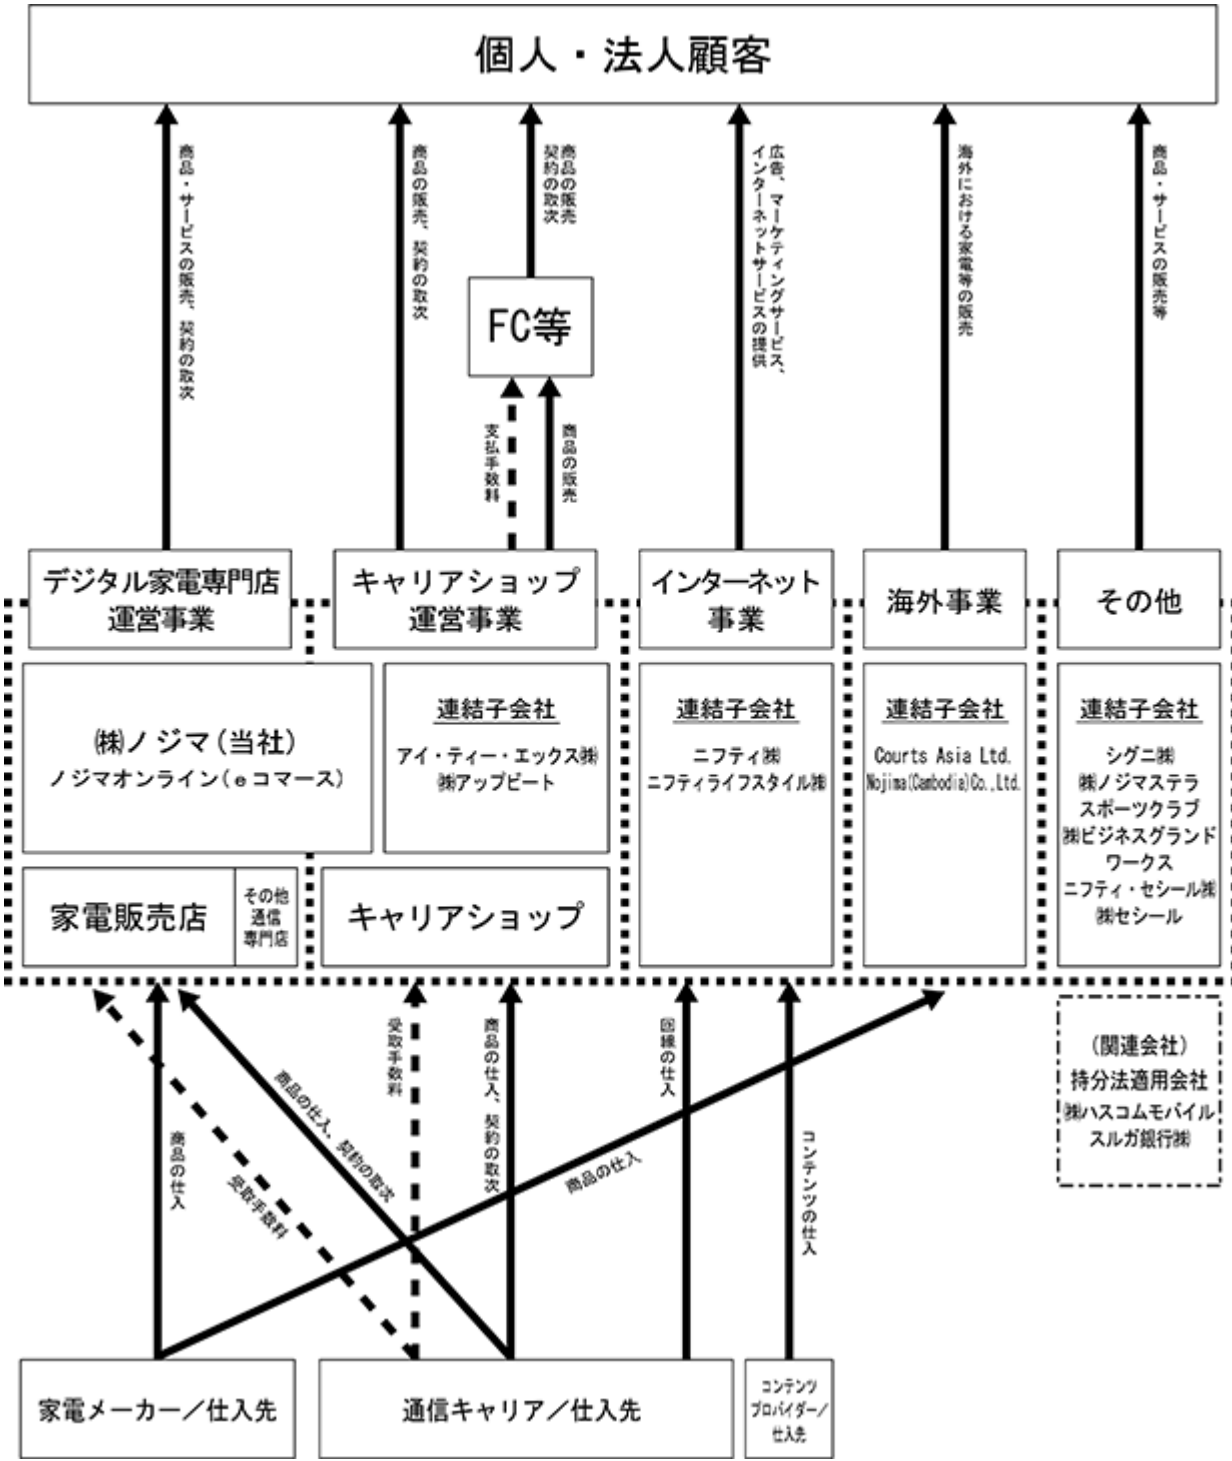 個人・法人顧客
商品・サービスの販売、契約の取次
商品の販売、契約の取次
商品の販売
契約の取次
広告、マーケティングサービス、
インターネットサービスの提供
海外における家電等の販売
商品・サービスの販売等
FC等
支払手数料
商品の販売
デジタル家電専門店
運営事業
キャリアショップ
運営事業
インターネット
事業
海外事業
その他
㈱ノジマ(当社)
ノジマオンライン(eコマース)
連結子会社
アイ・ティー・エックス㈱
㈱アップビート
連結子会社
ニフティ㈱
ニフティライフスタイル㈱
連結子会社
Courts Asia Ltd.
Nojima(Cambodia)Co.,Ltd.
連結子会社
シグニ㈱
㈱ノジマステラ
スポーツクラブ
㈱ビジネスグランド
ワークス
ニフティ・セシール㈱
㈱セシール
家電販売店
その他
通信
専門店
キャリアショップ
(関連会社)
持分法適用会社
㈱ハスコムモバイル
スルガ銀行㈱
商品の仕入
受取手数料
商品の仕入、契約の取次
受取手数料
商品の仕入、契約の取次
商品の仕入
回線の仕入
コンテンツの仕入
家電メーカー/仕入先
通信キャリア/仕入先
コンテンツ
プロバイダー/
仕入先